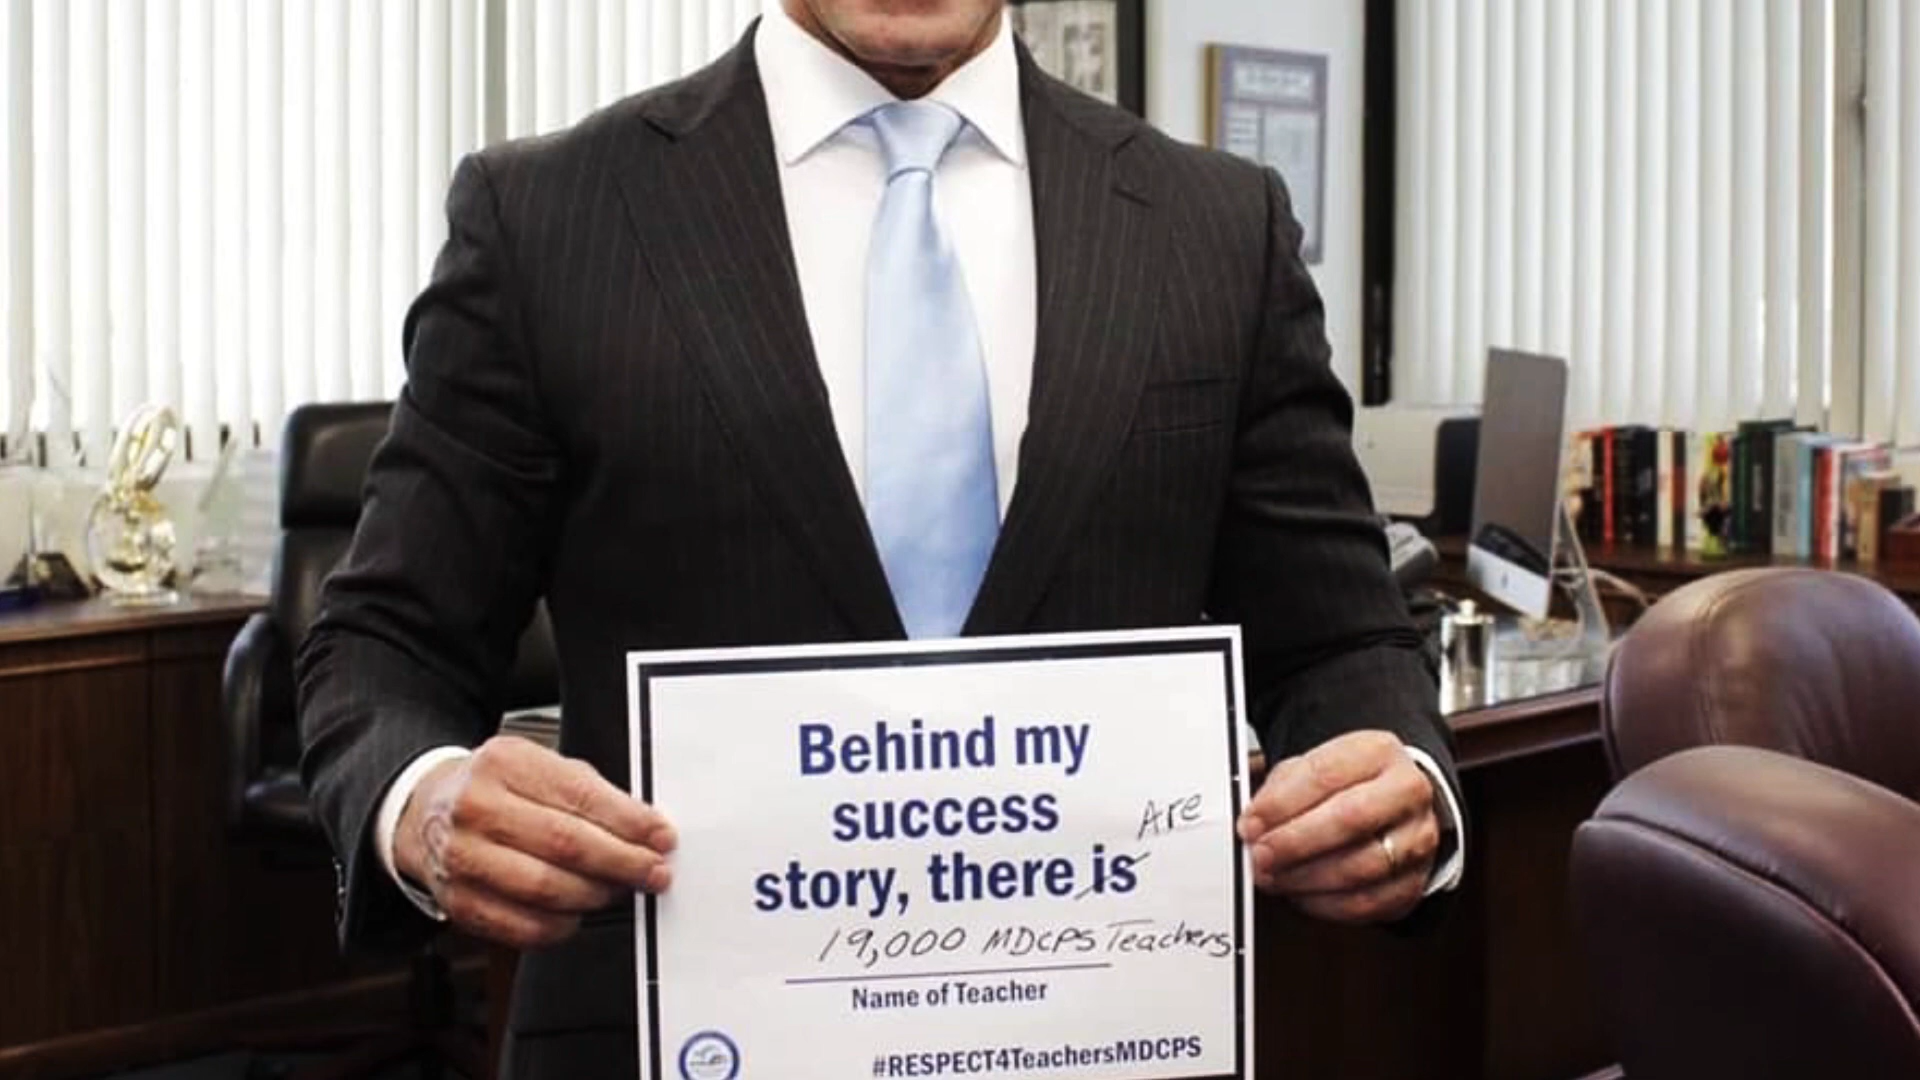 Behind my
success
Are
story, there is
19,000 MDCPS Teachers.
Name of Teacher
#RESPECT4TeachersMDCPS